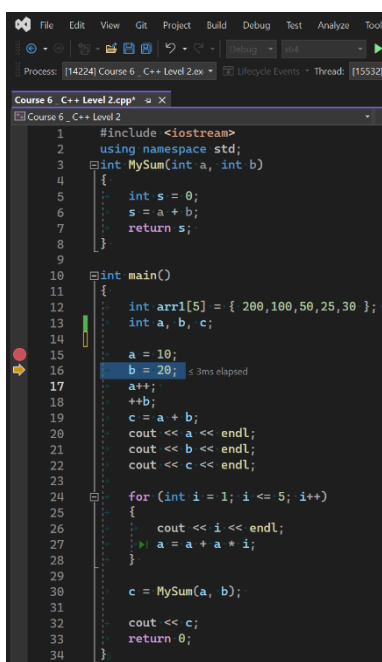 File Edit View Git Project Build Debug Test Analyze Tools
Debug x64
Process: [14224] Course 6 _ C++ Level 2.ex Lifecycle Events Thread: [15532]
Course 6 _ C++ Level 2.cpp*
Course 6 _ C++ Level 2
1 #include <iostream>
2 using namespace std;
3 int MySum(int a, int b)
4 {
5 int s = 0;
6 s = a + b;
7 return s;
8 }
9
10 int main()
11 {
12 int arr1[5] = { 200,100,50,25,30 };
13 int a, b, c;
14
15 a = 10;
16 b = 20; ≤ 3ms elapsed
17 a++;
18 ++b;
19 c = a + b;
20 cout << a << endl;
21 cout << b << endl;
22 cout << c << endl;
23
24 for (int i = 1; i <= 5; i++)
25 {
26 cout << i << endl;
27 a = a + a * i;
28 }
29
30 c = MySum(a, b);
31
32 cout << c;
33 return 0;
34 }